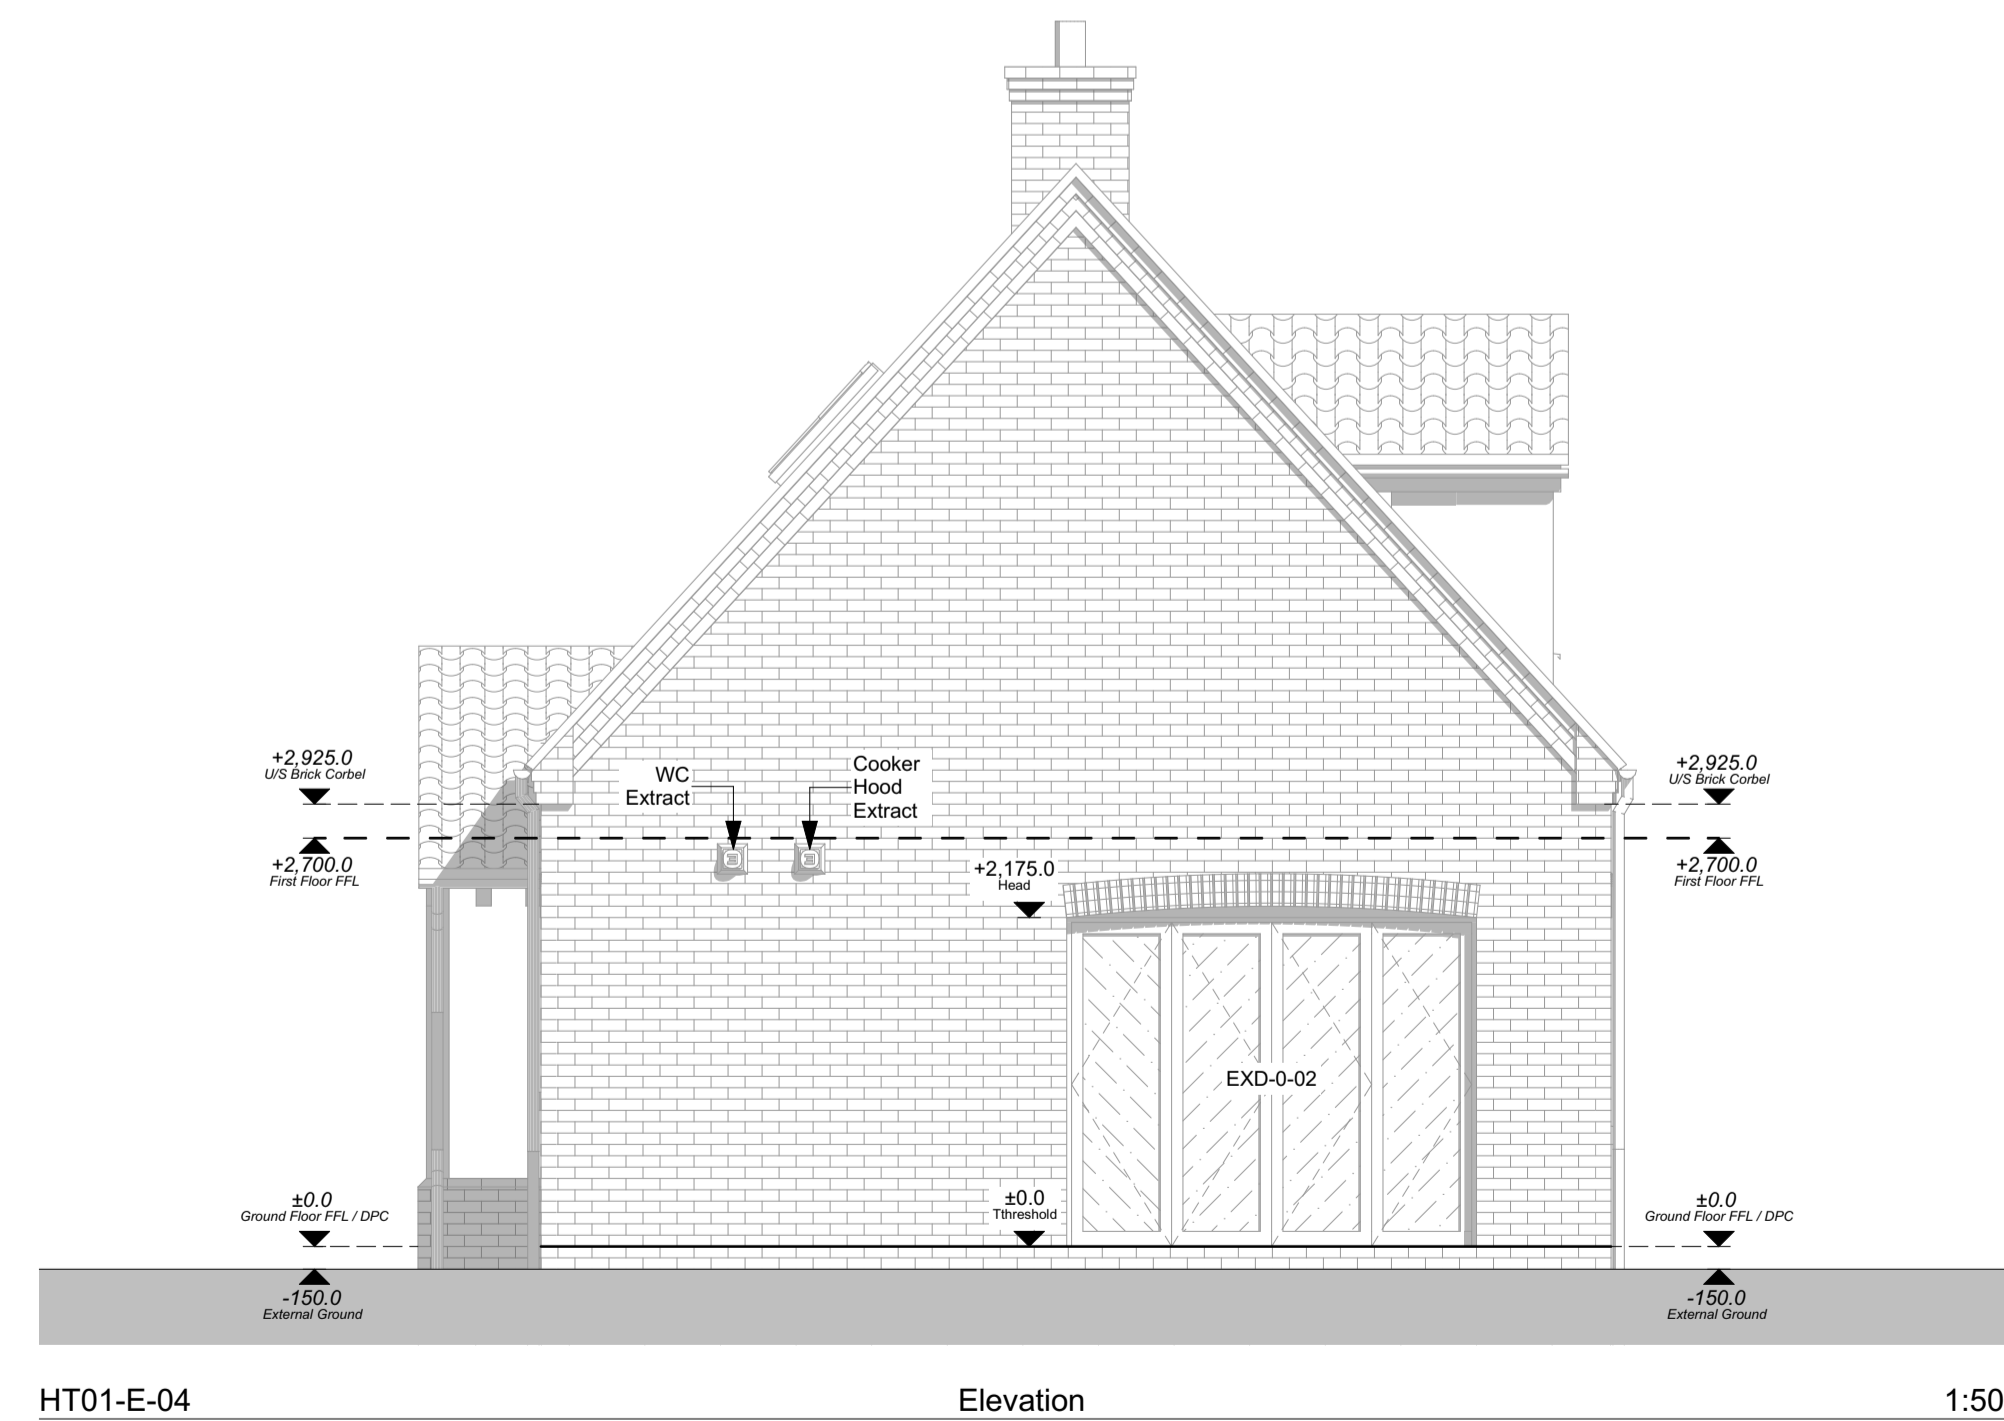 +2,925.0
U/S Brick Corbel
+2,700.0
First Floor FFL
WC
Extract
Cooker
Hood
Extract
+2,925.0
U/S Brick Corbel
+2,700.0
First Floor FFL
+2,175.0
Head
EXD-0-02
±0.0
Ground Floor FFL / DPC
-150.0
External Ground
±0.0
Tthreshold
±0.0
Ground Floor FFL / DPC
-150.0
External Ground
HT01-E-04
Elevation
1:50